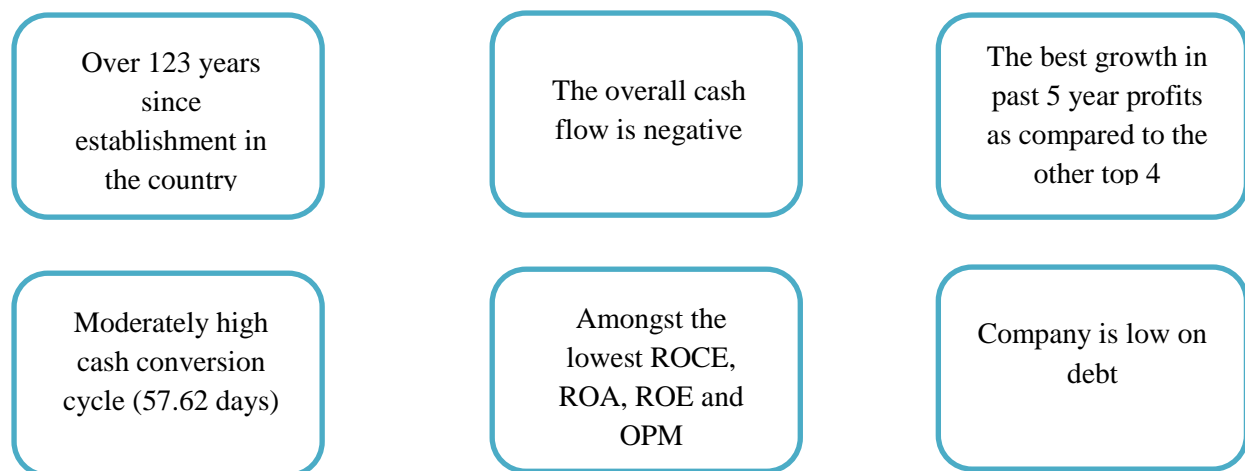 Over 123 years
since
establishment in
the country
The overall cash
flow is negative
The best growth in
past 5 year profits
as compared to the
other top 4
Moderately high
cash conversion
cycle (57.62 days)
Amongst the
lowest ROCE,
ROA, ROE and
OPM
Company is low on
debt